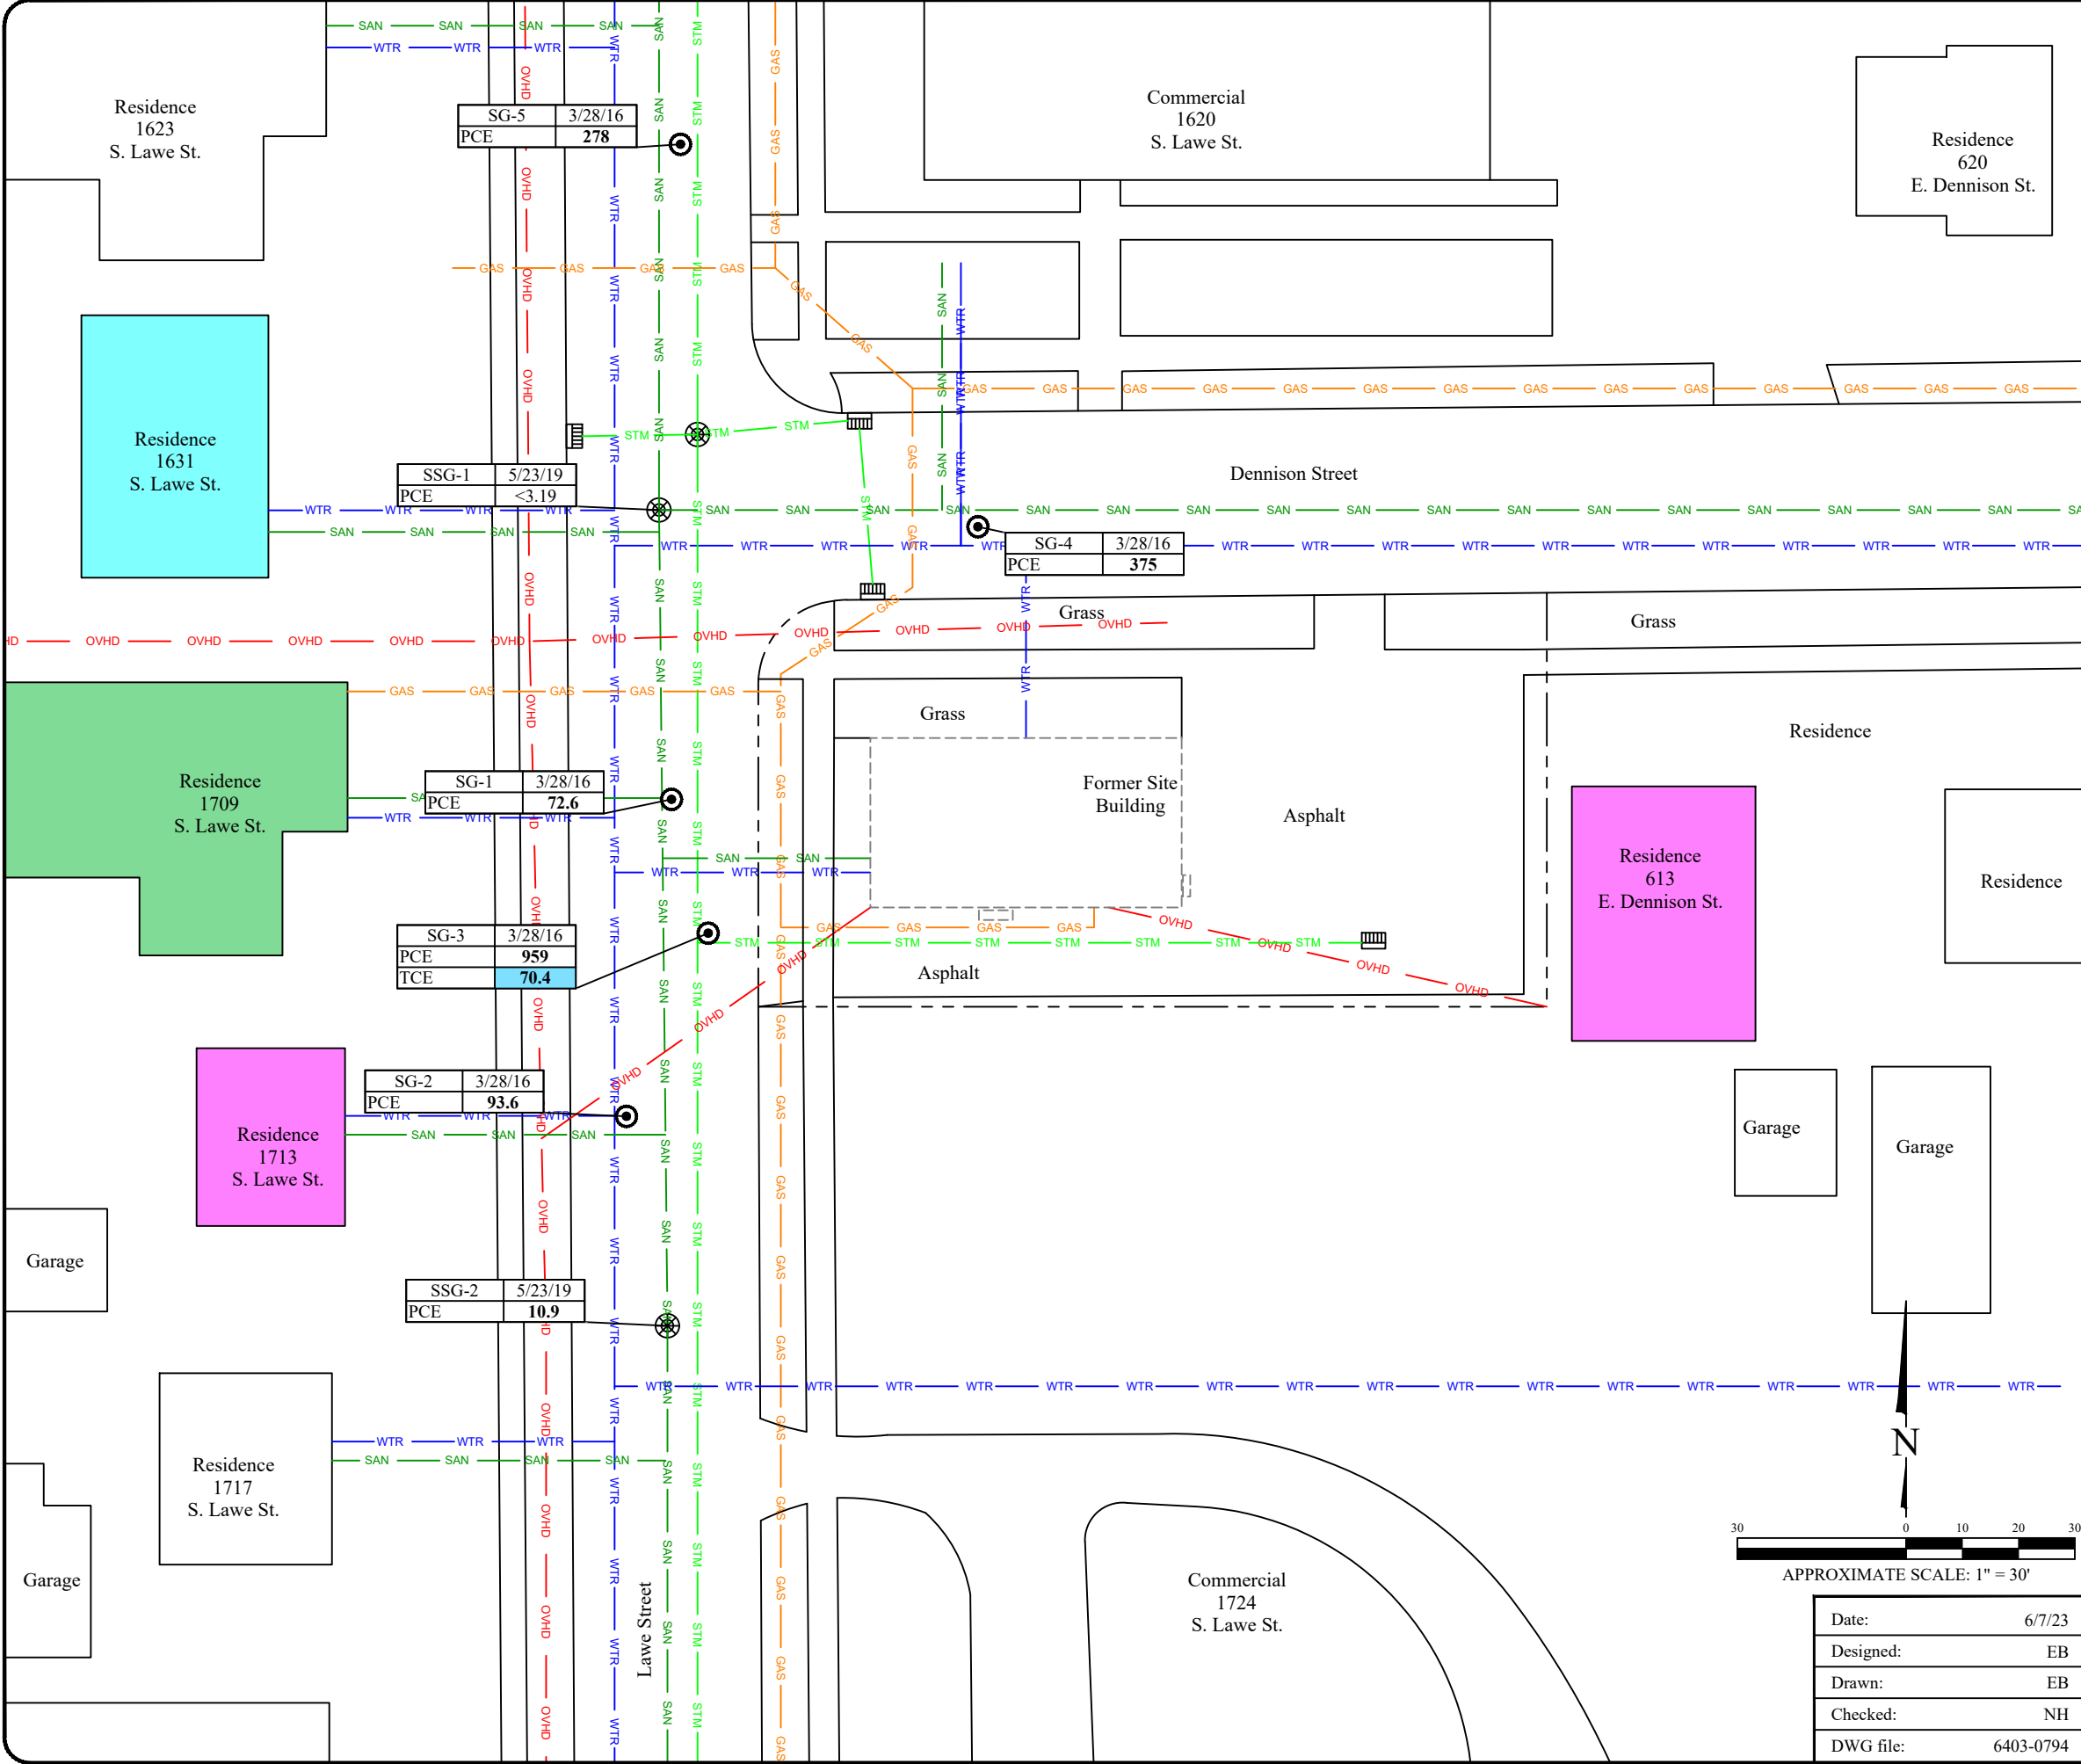 Residence
1623
S. Lawe St.
SG-5 3/28/16
PCE 278
Commercial
1620
S. Lawe St.
Residence
620
E. Dennison St.
Residence
1631
S. Lawe St.
SSG-1 5/23/19
PCE <3.19
Dennison Street
SG-4 3/28/16
PCE 375
Grass
Grass
Grass
Residence
1709
S. Lawe St.
SG-1 3/28/16
PCE 72.6
Former Site
Building
Asphalt
Residence
Residence
613
E. Dennison St.
Residence
SG-3 3/28/16
PCE 959
TCE 70.4
Asphalt
SG-2 3/28/16
PCE 93.6
Residence
1713
S. Lawe St.
Garage
Garage
Garage
SSG-2 5/23/19
PCE 10.9
Residence
1717
S. Lawe St.
Garage
Lawe Street
Commercial
1724
S. Lawe St.
N
30 0 10 20 30
APPROXIMATE SCALE: 1" = 30'
Date: 6/7/23
Designed: EB
Drawn: EB
Checked: NH
DWG file: 6403-0794
SAN
WTR
STM
GAS
OVHD